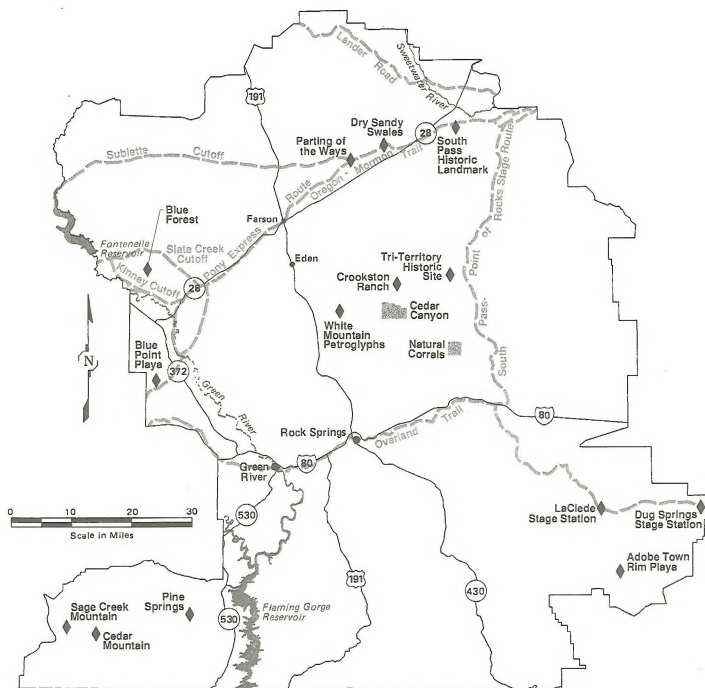 Lander
Road
Sweetwater River
191
Dry Sandy
Swales
28
Parting of
the Ways
South
Pass
Historic
Landmark
Sublette Cutoff
Route
Oregon - Mormon Trail
Blue
Forest
Farson
Pony Express
Fontenelle
Reservoir
Slate Creek
Cutoff
Kinney Cutoff
28
Eden
Tri-Territory
Historic
Site
Crookston
Ranch
Cedar
Canyon
South Pass- Point of Rocks Stage Route
N
White
Mountain
Petroglyphs
Natural
Corrals
Blue
Point
Playa
372
Green River
80
Rock Springs
Overland Trail
Green
River
80
0 10 20 30
Scale in Miles
530
LaClede
Stage Station
Dug Springs
Stage Station
Adobe Town
Rim Playa
191
430
Sage Creek
Mountain
Pine
Springs
Cedar
Mountain
530
Flaming Gorge
Reservoir